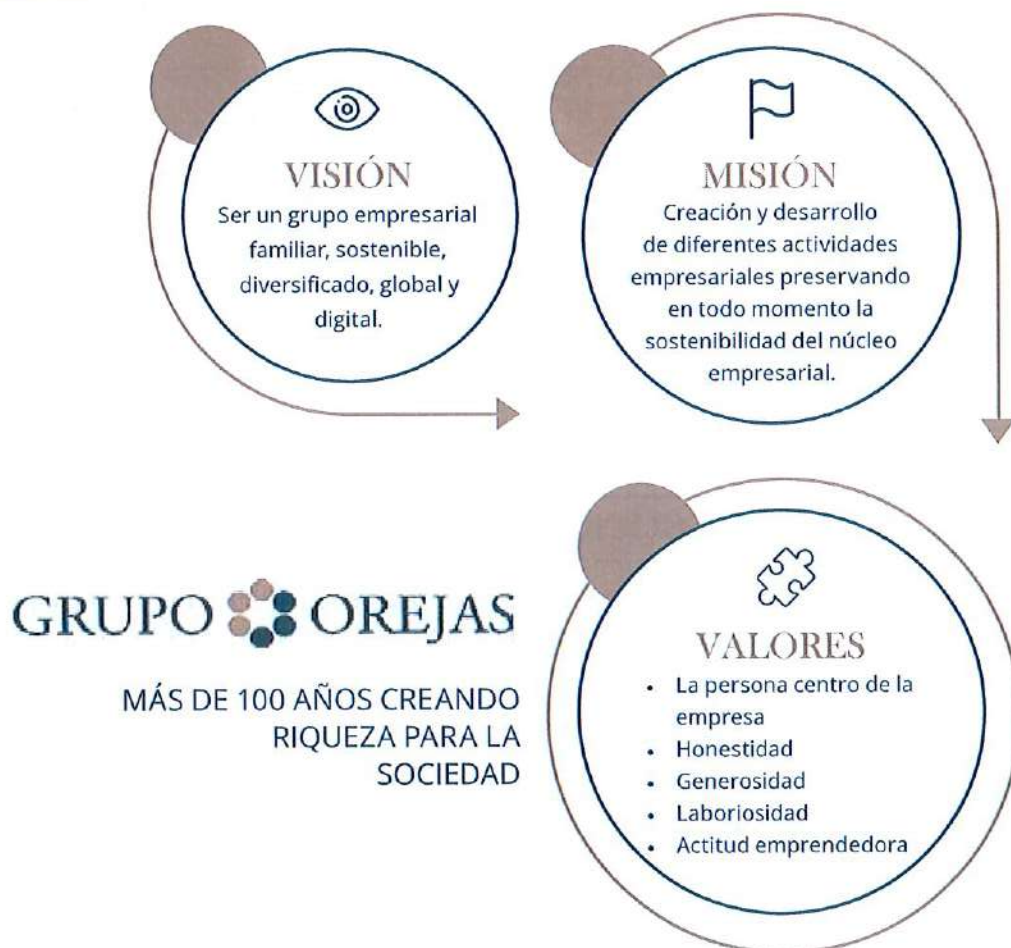 VISIÓN
Ser un grupo empresarial
familiar, sostenible,
diversificado, global y
digital.
MISIÓN
Creación y desarrollo
de diferentes actividades
empresariales preservando
en todo momento la
sostenibilidad del núcleo
empresarial.
GRUPO OREJAS
MÁS DE 100 AÑOS CREANDO
RIQUEZA PARA LA
SOCIEDAD
VALORES
• La persona centro de la
empresa
• Honestidad
• Generosidad
• Laboriosidad
• Actitud emprendedora